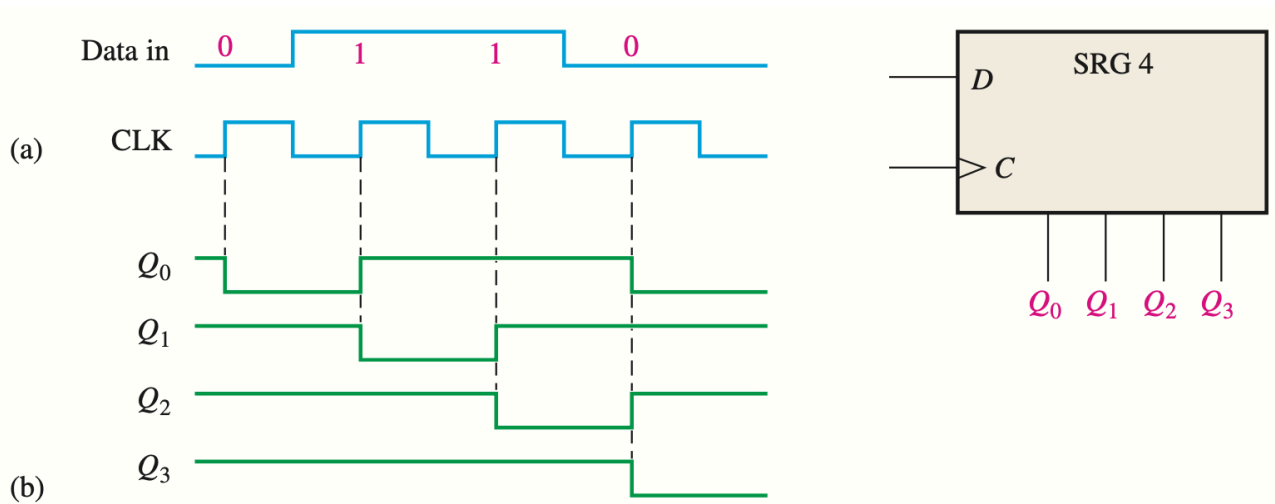 Data in 0 1 1 0
(a) CLK
Q0
Q1
Q2
(b) Q3
SRG 4
D
C
Q0 Q1 Q2 Q3